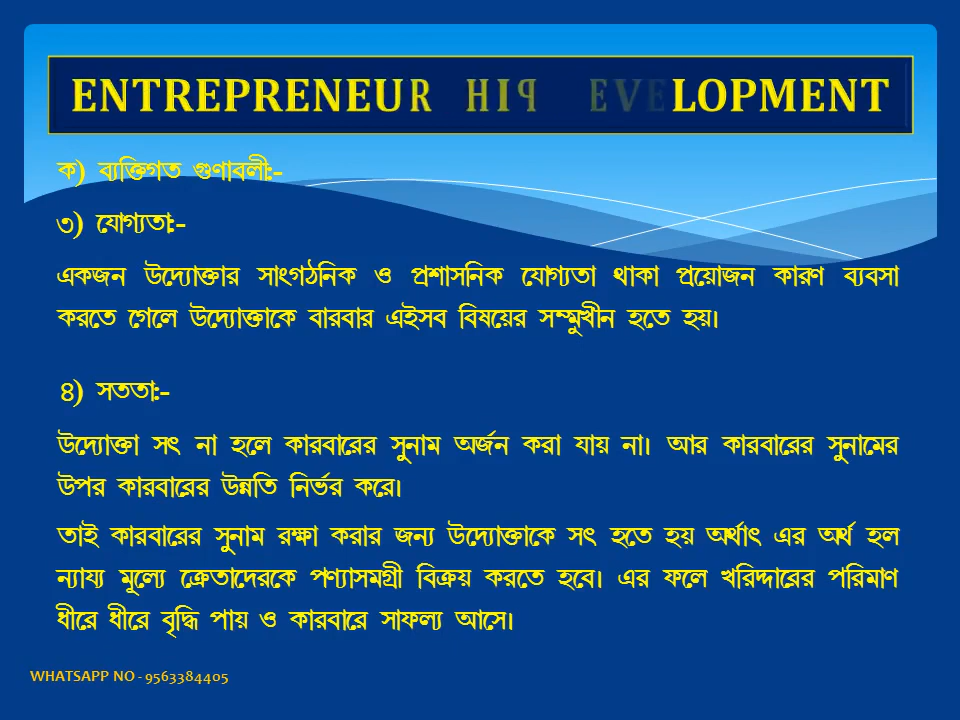 ENTREPRENEUR HIP EVELOPMENT
ক) ব্যক্তিগত গুণাবলী:-
৩) যোগ্যতা:-
একজন উদ্যোক্তার সাংগঠনিক ও প্রশাসনিক যোগ্যতা থাকা প্রয়োজন কারণ ব্যবসা
করতে গেলে উদ্যোক্তাকে বারবার এইসব বিষয়ের সম্মুখীন হতে হয়।
৪) সততা:-
উদ্যোক্তা সৎ না হলে কারবারের সুনাম অর্জন করা যায় না। আর কারবারের সুনামের
উপর কারবারের উন্নতি নির্ভর করে।
তাই কারবারের সুনাম রক্ষা করার জন্য উদ্যোক্তাকে সৎ হতে হয় অর্থাৎ এর অর্থ হল
ন্যায্য মূল্যে ক্রেতাদেরকে পণ্যসামগ্রী বিক্রয় করতে হবে। এর ফলে খরিদ্দারের পরিমাণ
ধীরে ধীরে বৃদ্ধি পায় ও কারবারে সাফল্য আসে।
WHATSAPP NO - 9563384405